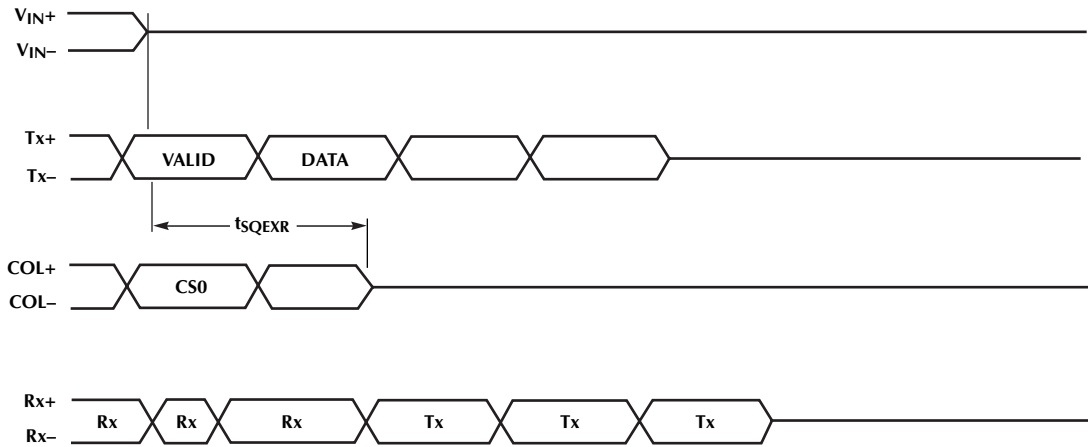 VIN+
VIN–
Tx+
Tx–
VALID DATA
tSQEXR
COL+
COL–
CS0
Rx+
Rx–
Rx Rx Rx Tx Tx Tx